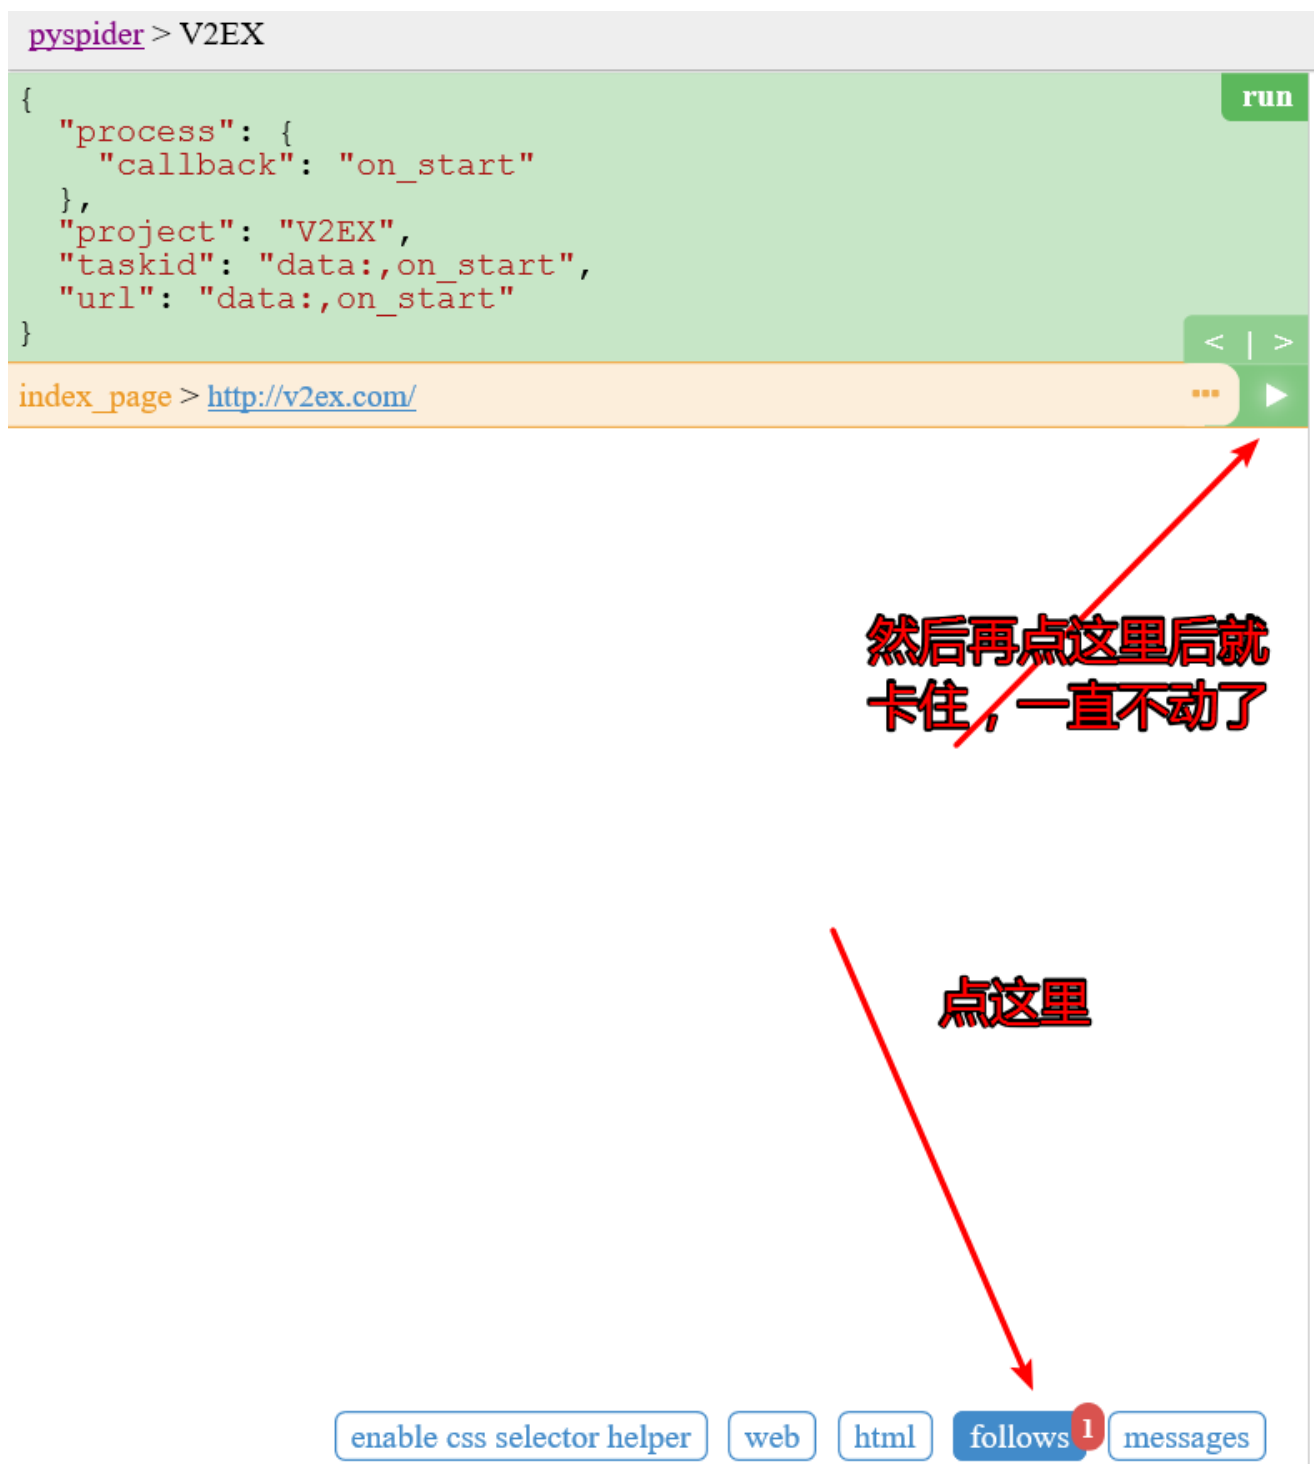 pyspider > V2EX
{
run
"process": {
"callback": "on_start"
},
"project": "V2EX",
"taskid": "data:,on_start",
"url": "data:,on_start"
}
< | >
index_page > http://v2ex.com/
然后再点这里后就
卡住，一直不动了
点这里
enable css selector helper web html follows 1 messages